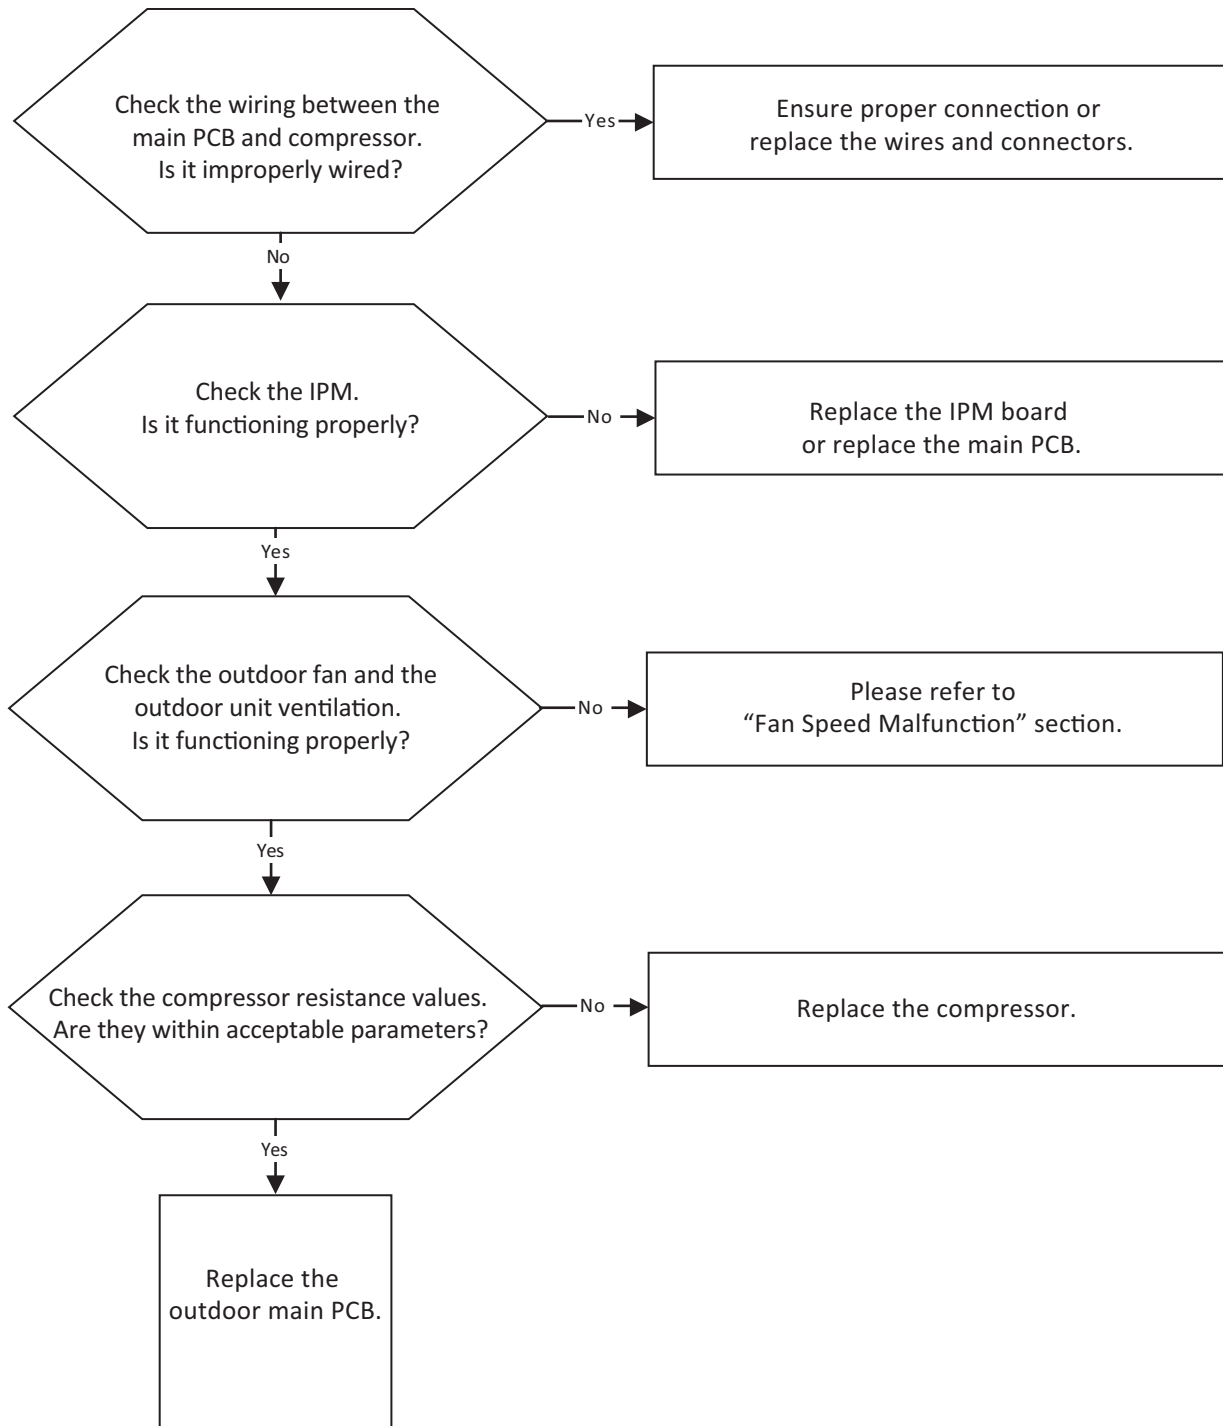 Check the wiring between the
main PCB and compressor.
Is it improperly wired?
Yes
Ensure proper connection or
replace the wires and connectors.
No
Check the IPM.
Is it functioning properly?
No
Replace the IPM board
or replace the main PCB.
Yes
Check the outdoor fan and the
outdoor unit ventilation.
Is it functioning properly?
No
Please refer to
“Fan Speed Malfunction” section.
Yes
Check the compressor resistance values.
Are they within acceptable parameters?
No
Replace the compressor.
Yes
Replace the
outdoor main PCB.